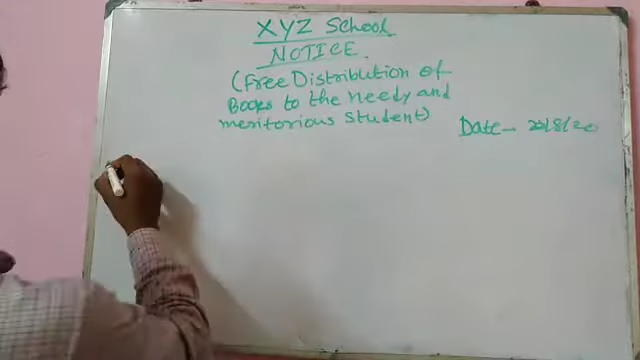 XYZ School
NOTICE.
(Free Distribution of
Books to the needy and
meritorious student)
Date - 20/8/20